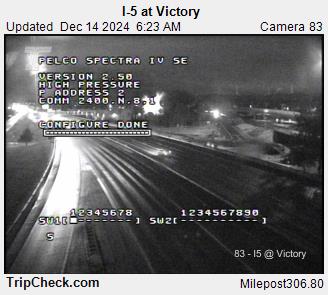 I-5 at Victory
Updated Dec 14 2024 6:23 AM Camera 83
PELCO SPECTRA IV SE
VERSION 2.50
HIGH PRESSURE
P ADDRESS 2
COMM 2400,N,8,1
CONFIGURE DONE
12345678 1234567890
SW1[■-------] SW2[----------]
S
83 - I5 @ Victory
TripCheck.com Milepost306.80